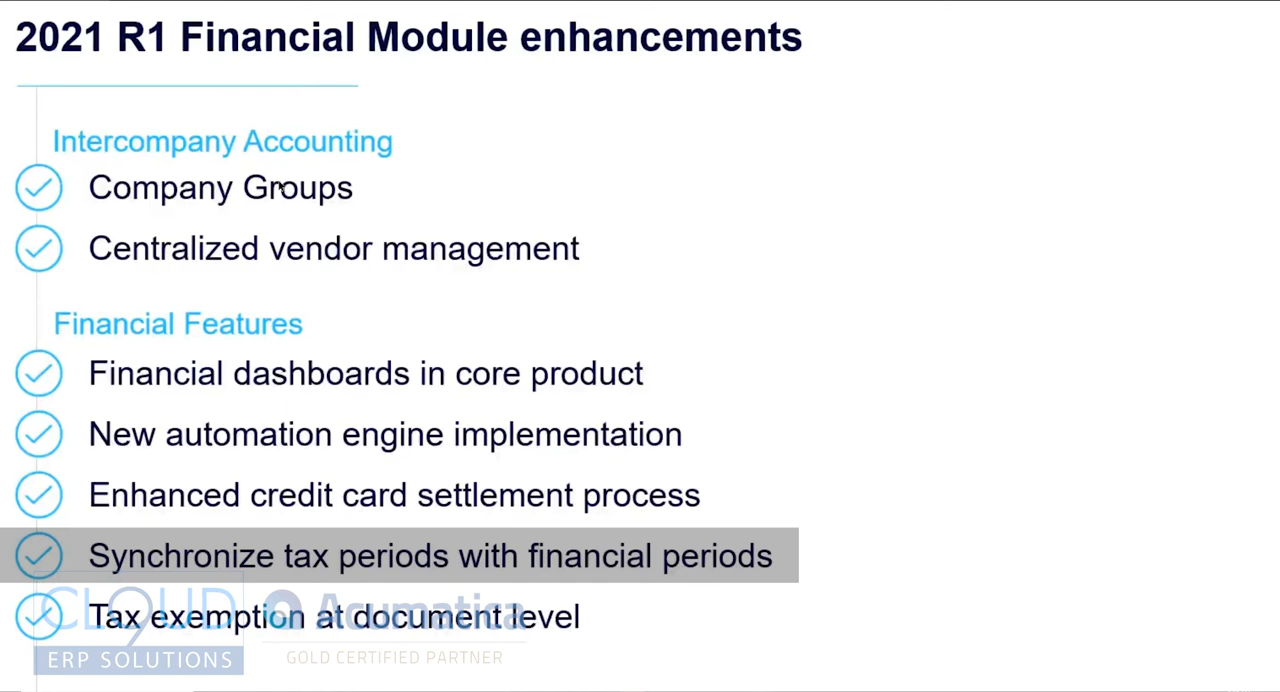 2021 R1 Financial Module enhancements
Intercompany Accounting
Company Groups
Centralized vendor management
Financial Features
Financial dashboards in core product
New automation engine implementation
Enhanced credit card settlement process
Synchronize tax periods with financial periods
Tax exemption at document level
CLOUD9
ERP SOLUTIONS
Acumatica
GOLD CERTIFIED PARTNER